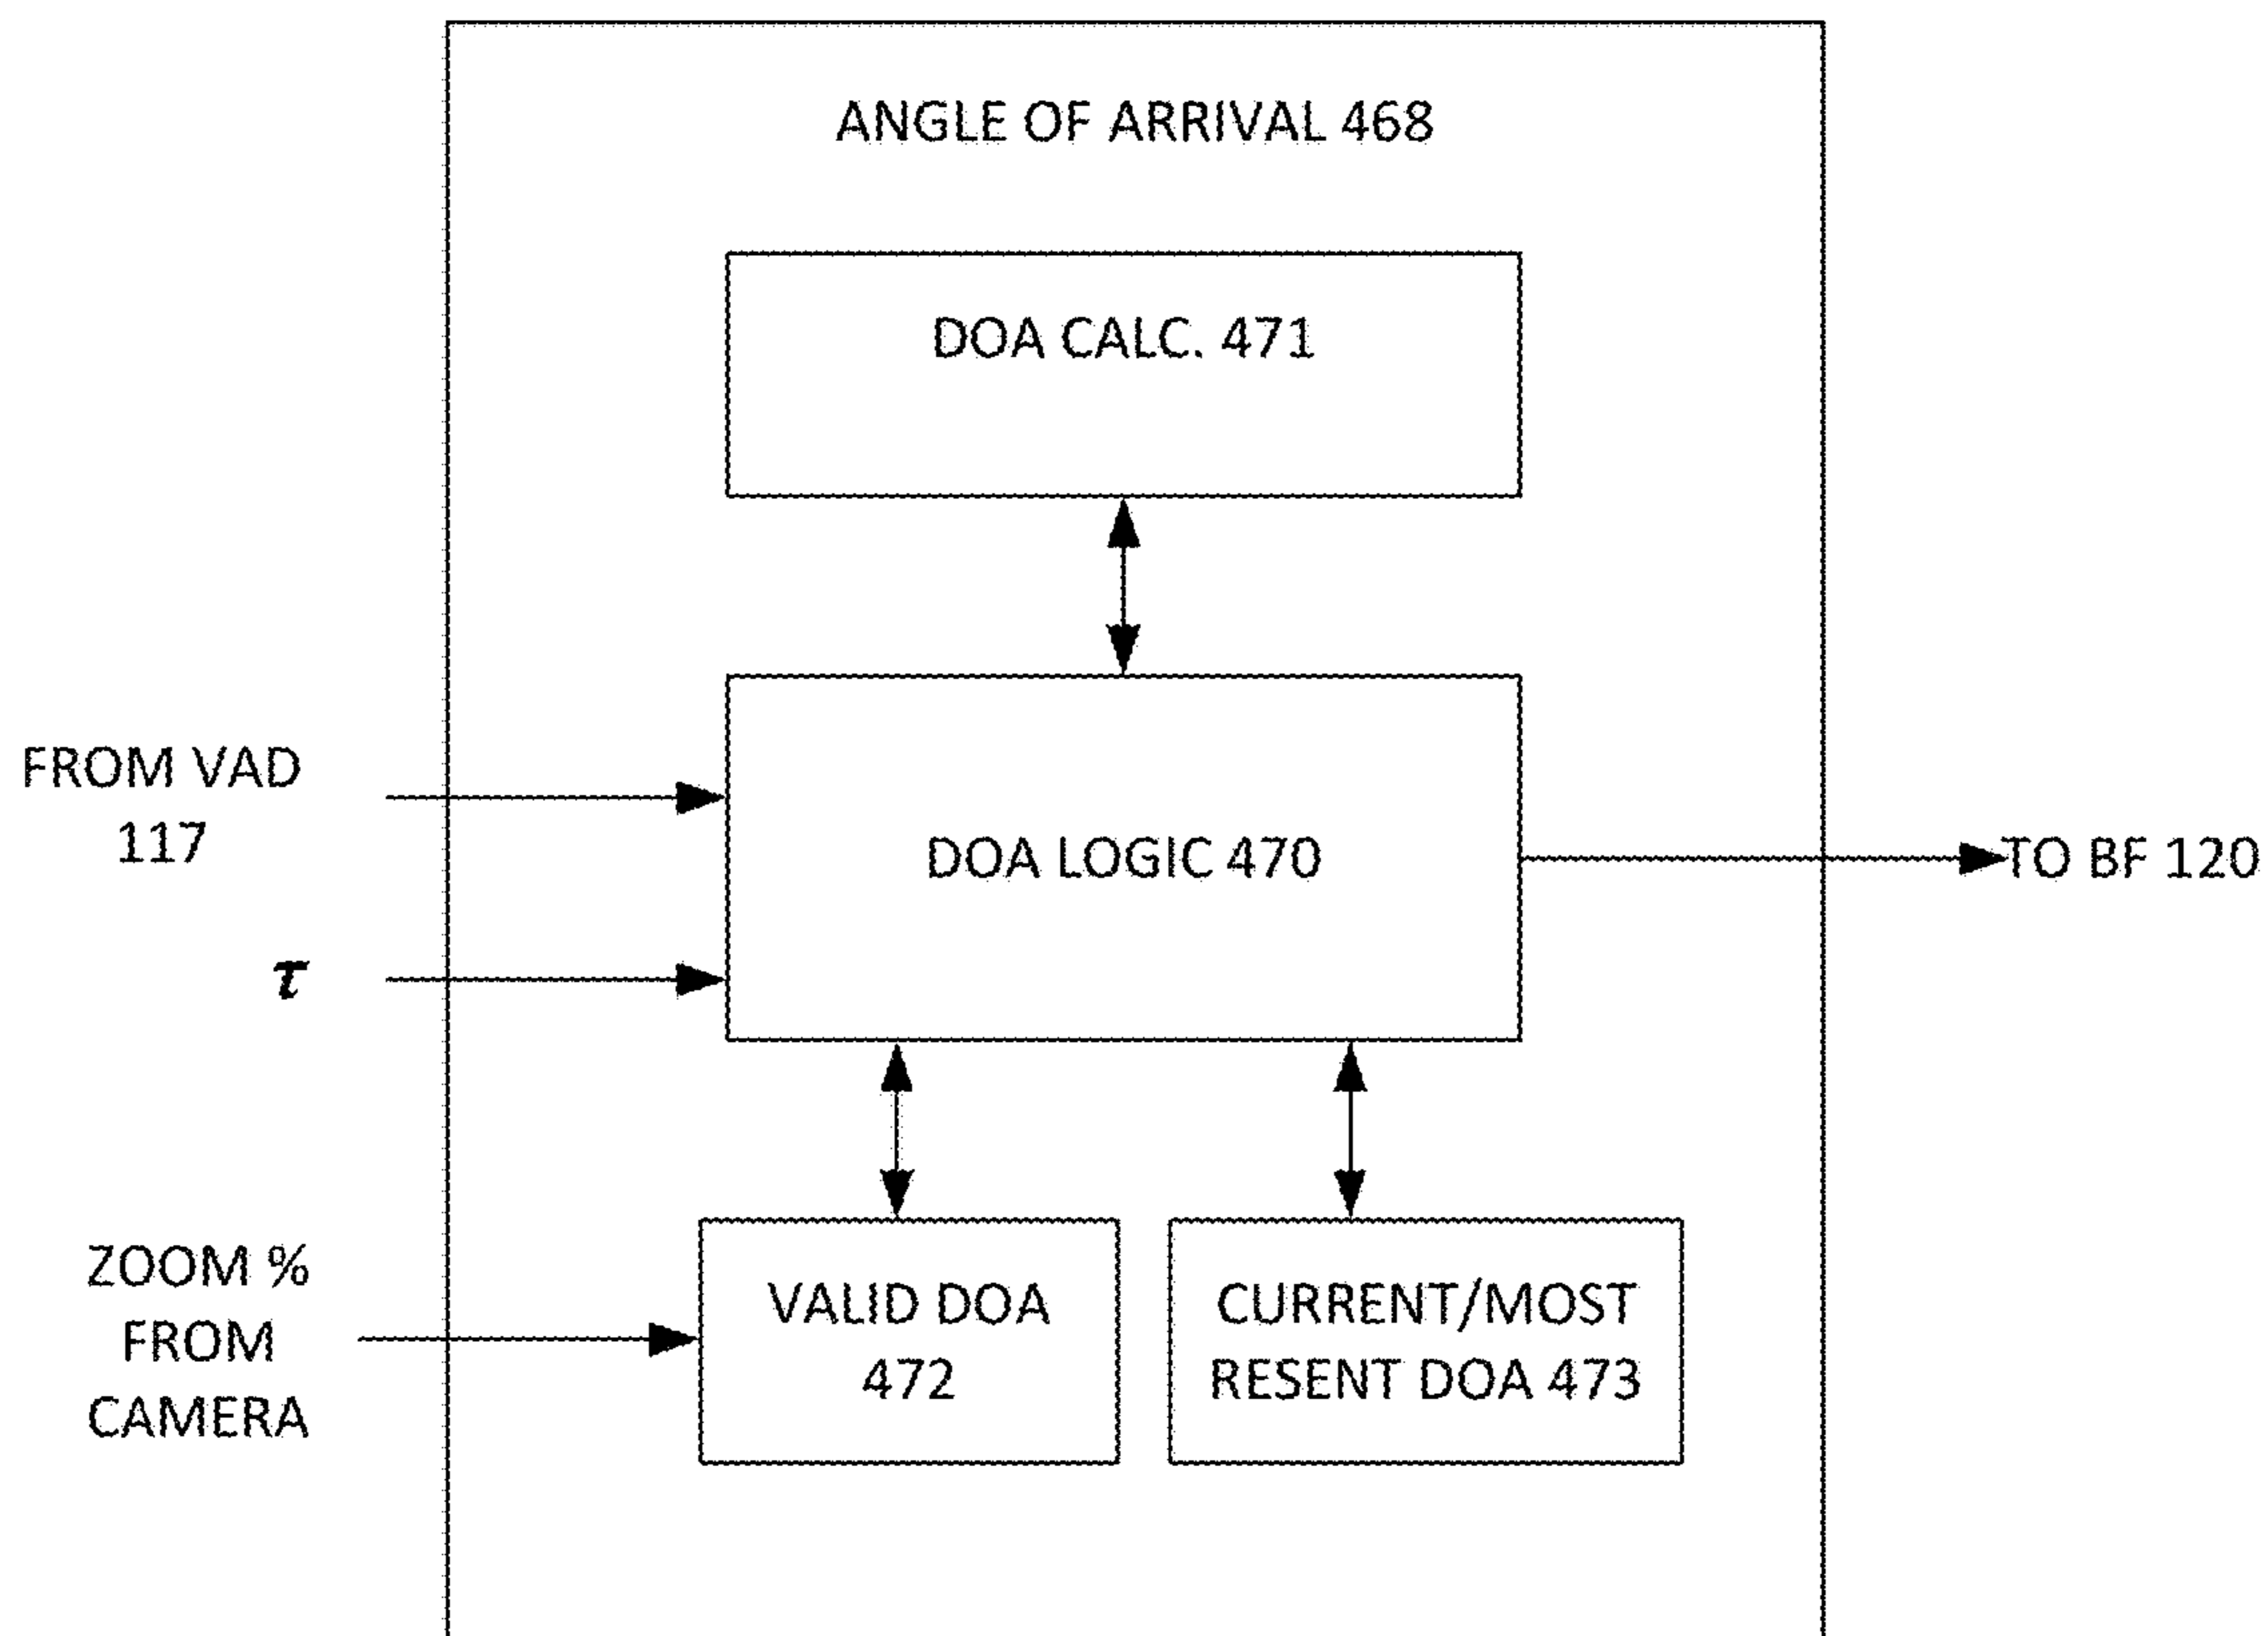 ANGLE OF ARRIVAL 468
DOA CALC. 471
FROM VAD
117
DOA LOGIC 470
TO BF 120
τ
ZOOM %
FROM
CAMERA
VALID DOA
472
CURRENT/MOST
RESENT DOA 473